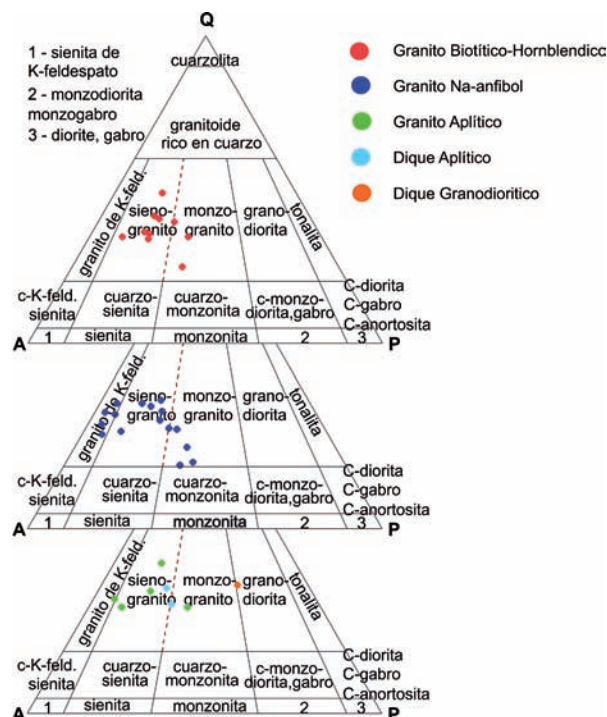 Q
1 - sienita de
K-feldespato
2 - monzodiorita
monzogabro
3 - diorite, gabro
Granito Biotítico-Hornblendicc
Granito Na-anfibol
Granito Aplítico
Dique Aplítico
Dique Granodioritico
cuarzolita
granitoide
rico en cuarzo
granito de K-feld.
sieno-
granito
monzo-
granito
grano-
diorita
tonalita
c-K-feld.
sienita
cuarzo-
sienita
cuarzo-
monzonita
c-monzo-
diorita,gabro
C-diorita
C-gabro
C-anortosita
A
1
sienita
monzonita
2
3
P
granito de K-feld.
sieno-
granito
monzo-
granito
grano-
diorita
tonalita
c-K-feld.
sienita
cuarzo-
sienita
cuarzo-
monzonita
c-monzo-
diorita,gabro
C-diorita
C-gabro
C-anortosita
A
1
sienita
monzonita
2
3
P
granito de K-feld.
sieno-
granito
monzo-
granito
grano-
diorita
tonalita
c-K-feld.
sienita
cuarzo-
sienita
cuarzo-
monzonita
c-monzo-
diorita,gabro
C-diorita
C-gabro
C-anortosita
A
1
sienita
monzonita
2
3
P